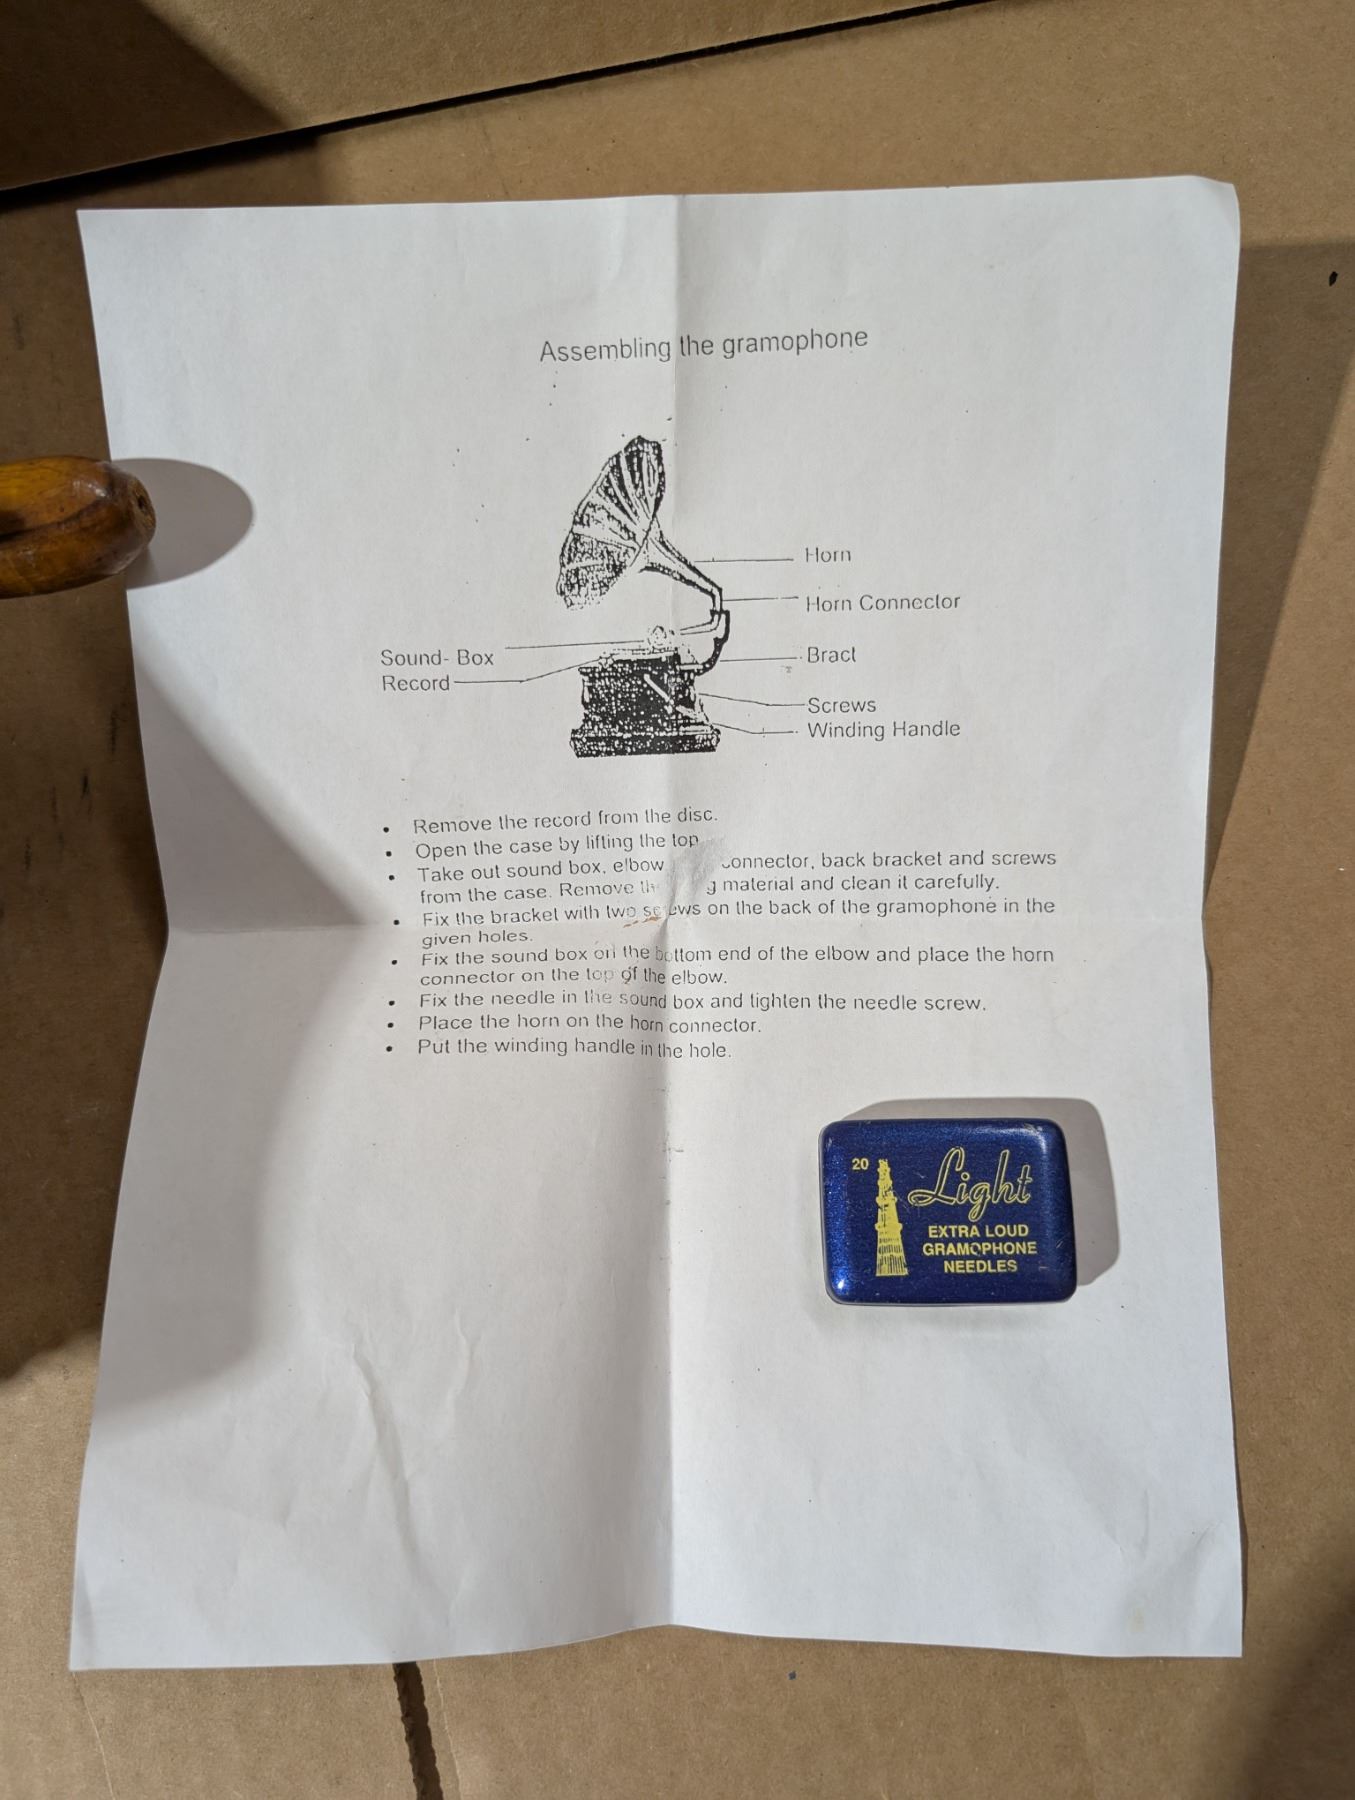 Assembling the gramophone
Horn
Horn Connector
Sound- Box
Bract
Record
Screws
Winding Handle
• Remove the record from the disc.
• Open the case by lifting the top
• Take out sound box, elbow connector, back bracket and screws
from the case. Remove material and clean it carefully.
• Fix the bracket with two screws on the back of the gramophone in the
given holes.
• Fix the sound box on the bottom end of the elbow and place the horn
connector on the top of the elbow.
• Fix the needle in the sound box and tighten the needle screw.
• Place the horn on the horn connector.
• Put the winding handle in the hole.
20
Light
EXTRA LOUD
GRAMOPHONE
NEEDLES